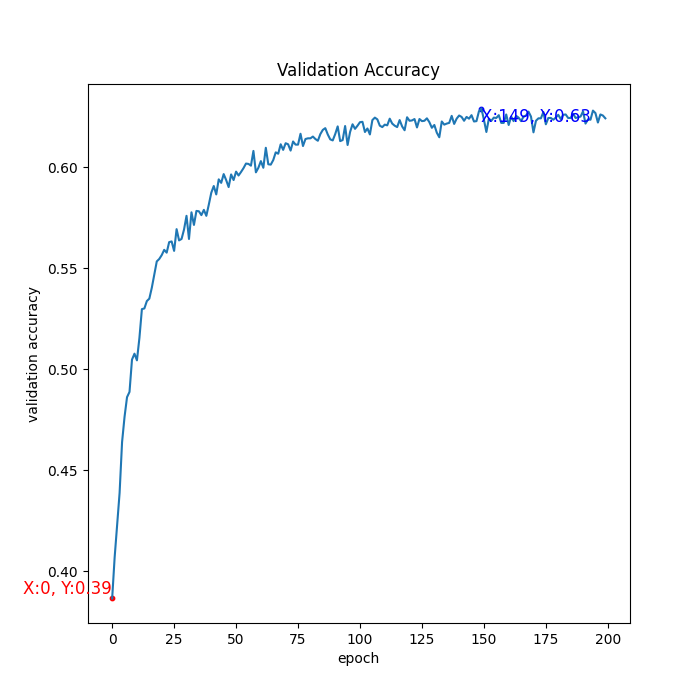 Validation Accuracy
validation accuracy
0.60
0.55
0.50
0.45
0.40
X:149, Y:0.63
X:0, Y:0.39
0 25 50 75 100 125 150 175 200
epoch